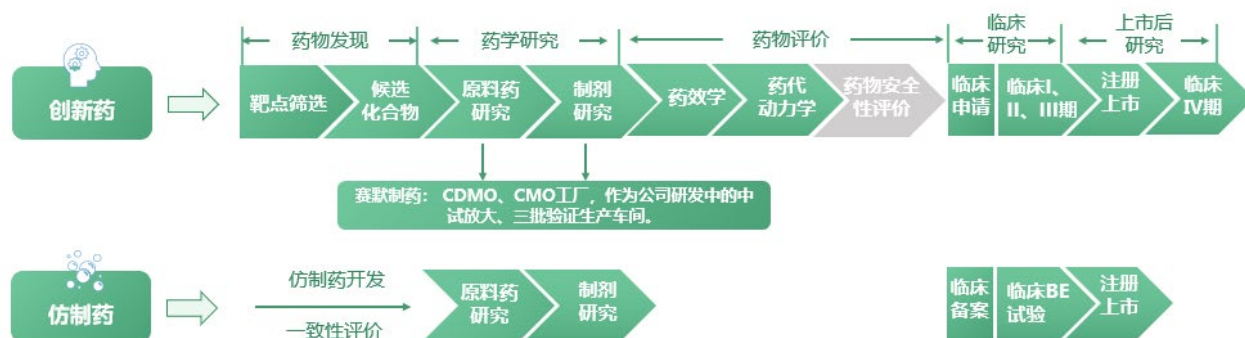 药物发现
药学研究
药物评价
临床
研究
上市后
研究
创新药
靶点筛选
候选
化合物
原料药
研究
制剂
研究
药效学
药代
动力学
药物安全
性评价
临床
申请
临床I、
II、III期
注册
上市
临床
IV期
赛默制药： CDMO、CMO工厂，作为公司研发中的中
试放大、三批验证生产车间。
仿制药
仿制药开发
一致性评价
原料药
研究
制剂
研究
临床
备案
临床BE
试验
注册
上市